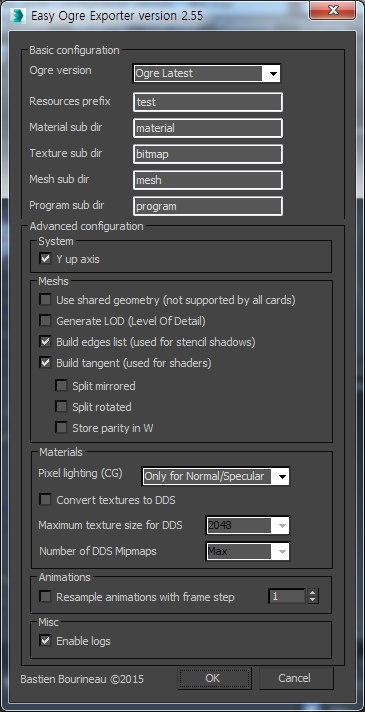 Easy Ogre Exporter version 2.55
Basic configuration
Ogre version Ogre Latest
Resources prefix test
Material sub dir material
Texture sub dir bitmap
Mesh sub dir mesh
Program sub dir program
Advanced configuration
System
Y up axis
Meshs
Use shared geometry (not supported by all cards)
Generate LOD (Level Of Detail)
Build edges list (used for stencil shadows)
Build tangent (used for shaders)
Split mirrored
Split rotated
Store parity in W
Materials
Pixel lighting (CG) Only for Normal/Specular
Convert textures to DDS
Maximum texture size for DDS 2048
Number of DDS Mipmaps Max
Animations
Resample animations with frame step 1
Misc
Enable logs
Bastien Bourineau ©2015 OK Cancel